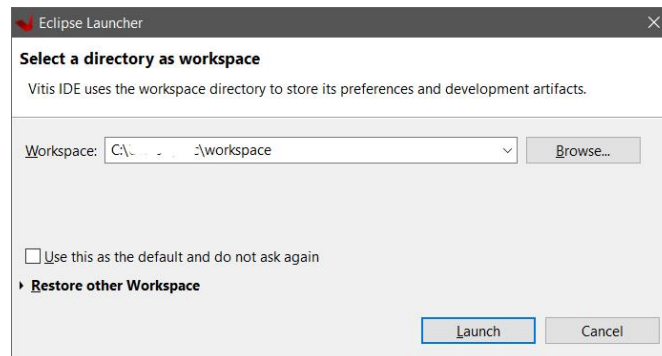 Eclipse Launcher
Select a directory as workspace
Vitis IDE uses the workspace directory to store its preferences and development artifacts.
Workspace: C:\ \workspace Browse...
Use this as the default and do not ask again
Restore other Workspace
Launch Cancel